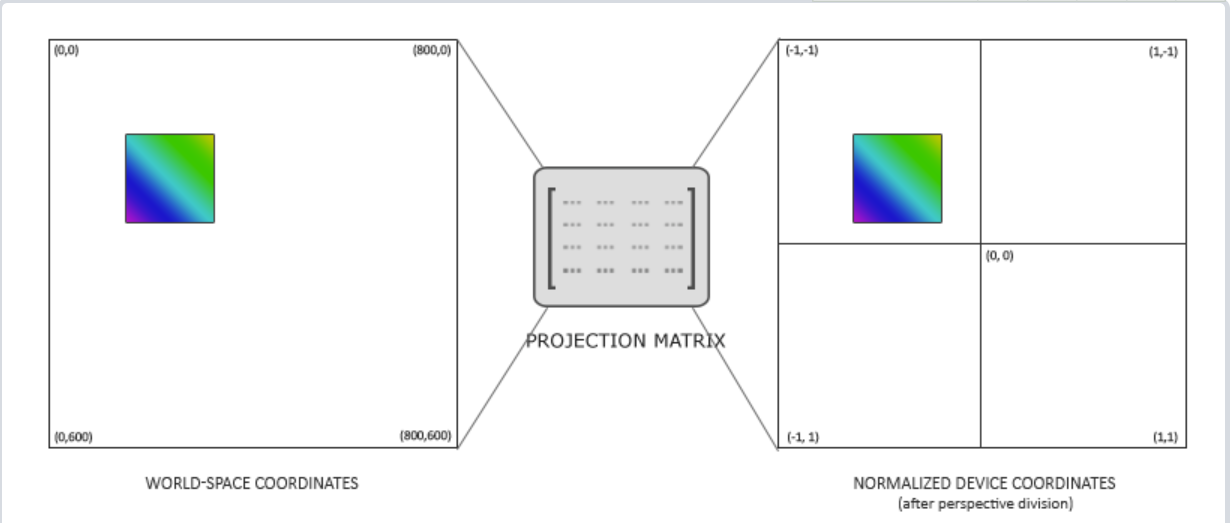 (0,0)
(800,0)
(0,600)
(800,600)
WORLD-SPACE COORDINATES
PROJECTION MATRIX
(-1,-1)
(1,-1)
(0, 0)
(-1, 1)
(1,1)
NORMALIZED DEVICE COORDINATES
(after perspective division)